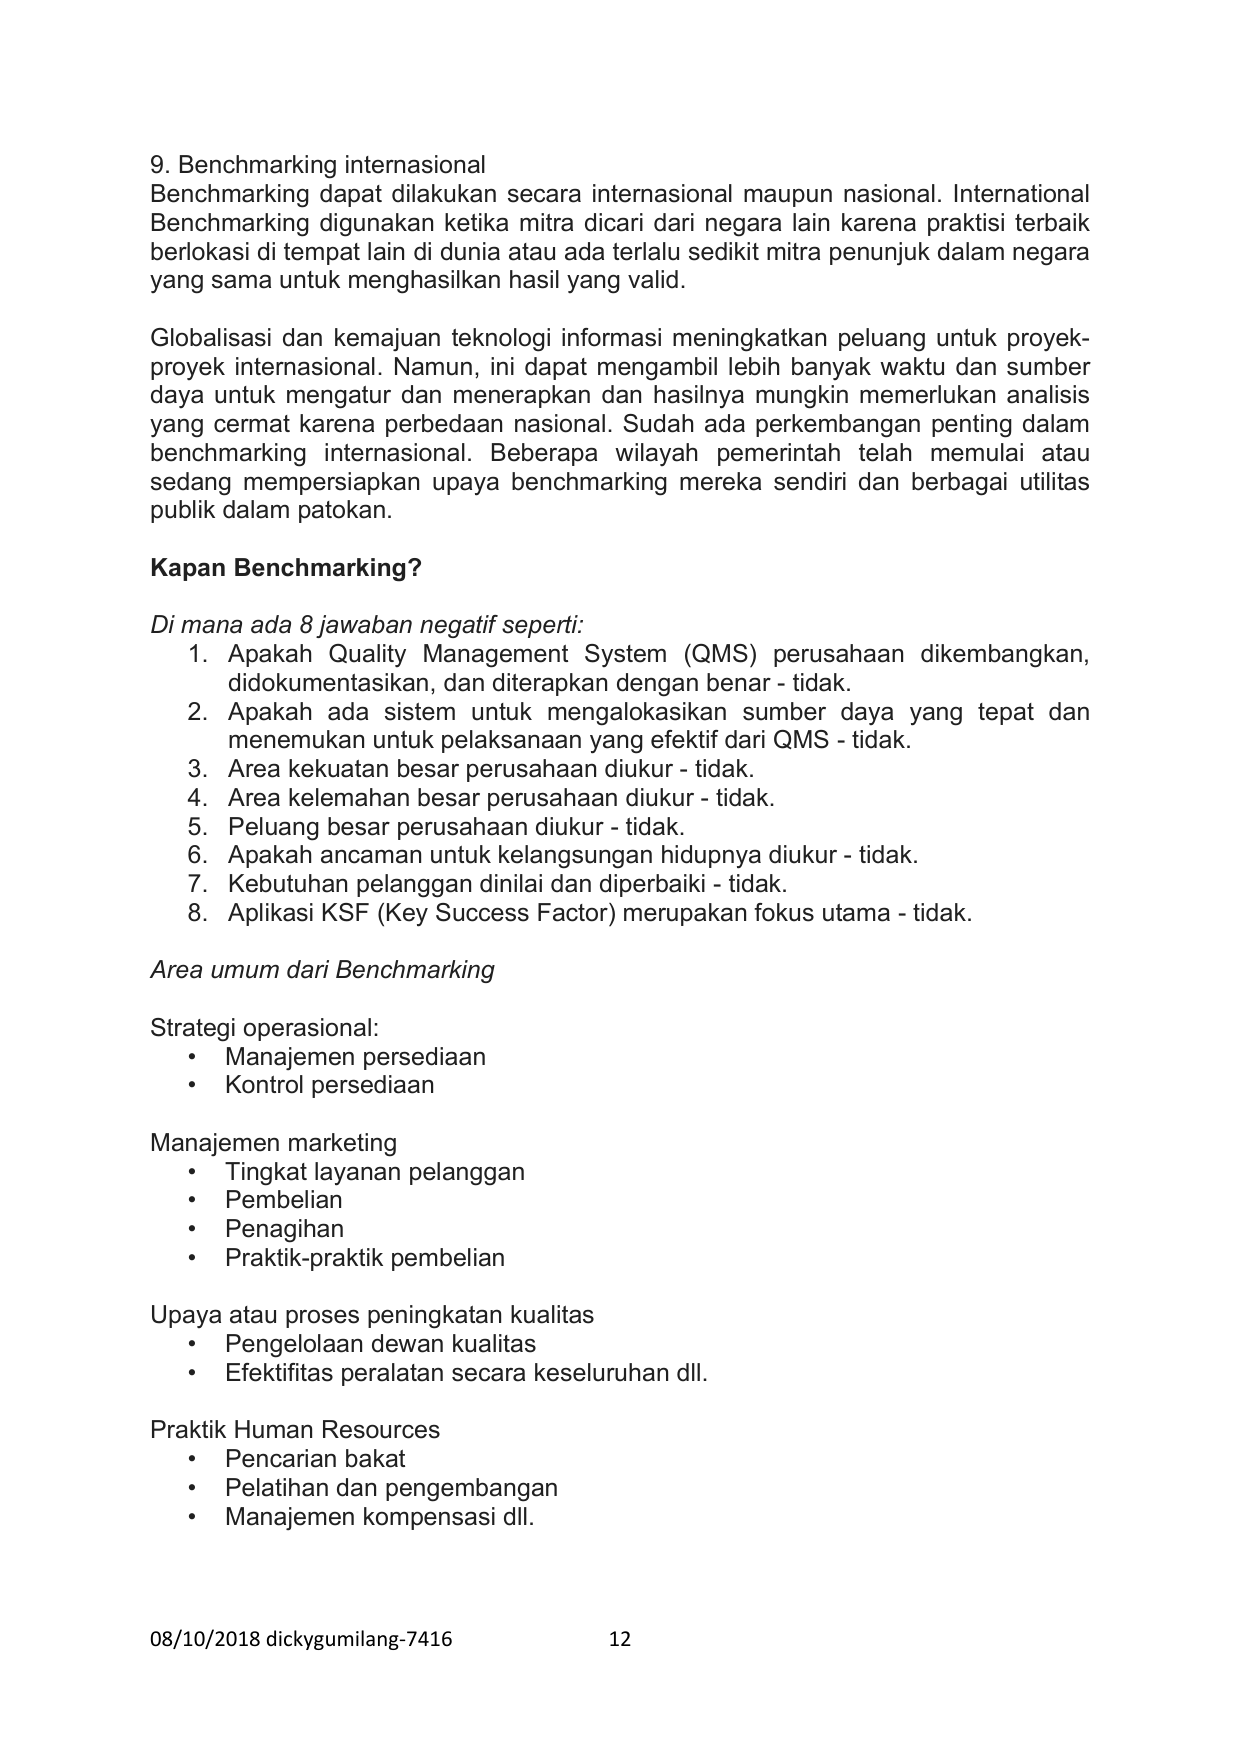 9. Benchmarking internasional
Benchmarking dapat dilakukan secara internasional maupun nasional. International
Benchmarking digunakan ketika mitra dicari dari negara lain karena praktisi terbaik
berlokasi di tempat lain di dunia atau ada terlalu sedikit mitra penunjuk dalam negara
yang sama untuk menghasilkan hasil yang valid.
Globalisasi dan kemajuan teknologi informasi meningkatkan peluang untuk proyek-
proyek internasional. Namun, ini dapat mengambil lebih banyak waktu dan sumber
daya untuk mengatur dan menerapkan dan hasilnya mungkin memerlukan analisis
yang cermat karena perbedaan nasional. Sudah ada perkembangan penting dalam
benchmarking internasional. Beberapa wilayah pemerintah telah memulai atau
sedang mempersiapkan upaya benchmarking mereka sendiri dan berbagai utilitas
publik dalam patokan.
Kapan Benchmarking?
Di mana ada 8 jawaban negatif seperti:
1. Apakah Quality Management System (QMS) perusahaan dikembangkan,
didokumentasikan, dan diterapkan dengan benar - tidak.
2. Apakah ada sistem untuk mengalokasikan sumber daya yang tepat dan
menemukan untuk pelaksanaan yang efektif dari QMS - tidak.
3. Area kekuatan besar perusahaan diukur - tidak.
4. Area kelemahan besar perusahaan diukur - tidak.
5. Peluang besar perusahaan diukur - tidak.
6. Apakah ancaman untuk kelangsungan hidupnya diukur - tidak.
7. Kebutuhan pelanggan dinilai dan diperbaiki - tidak.
8. Aplikasi KSF (Key Success Factor) merupakan fokus utama - tidak.
Area umum dari Benchmarking
Strategi operasional:
• Manajemen persediaan
• Kontrol persediaan
Manajemen marketing
• Tingkat layanan pelanggan
• Pembelian
• Penagihan
• Praktik-praktik pembelian
Upaya atau proses peningkatan kualitas
• Pengelolaan dewan kualitas
• Efektifitas peralatan secara keseluruhan dll.
Praktik Human Resources
• Pencarian bakat
• Pelatihan dan pengembangan
• Manajemen kompensasi dll.
08/10/2018 dickygumilang-7416 12